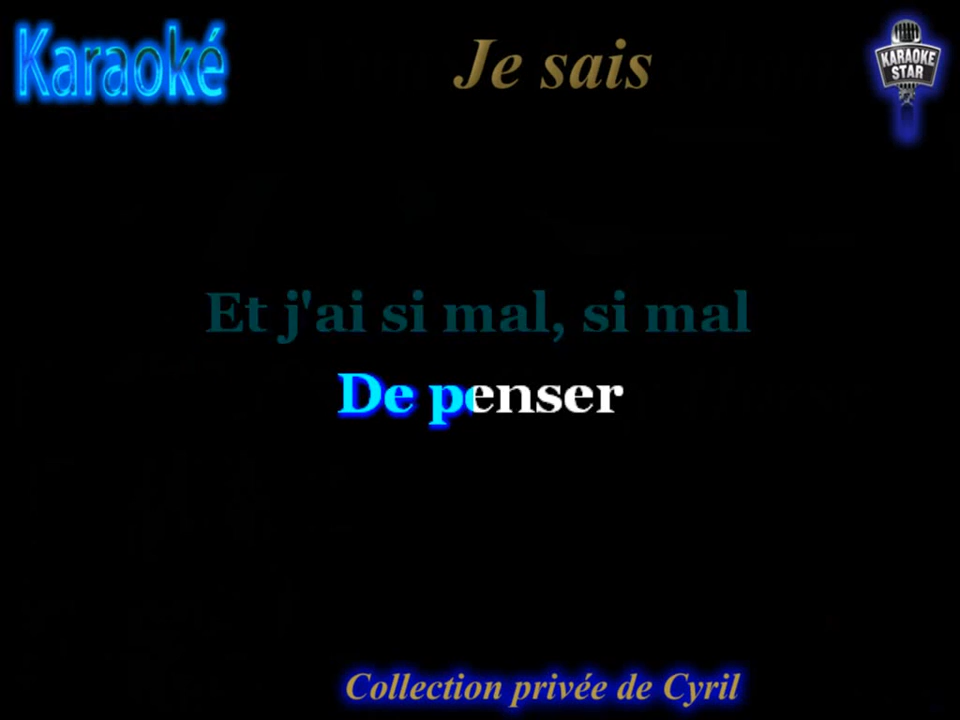 Karaoké
Je sais
KARAOKE
STAR
Et j'ai si mal, si mal
De penser
Collection privée de Cyril